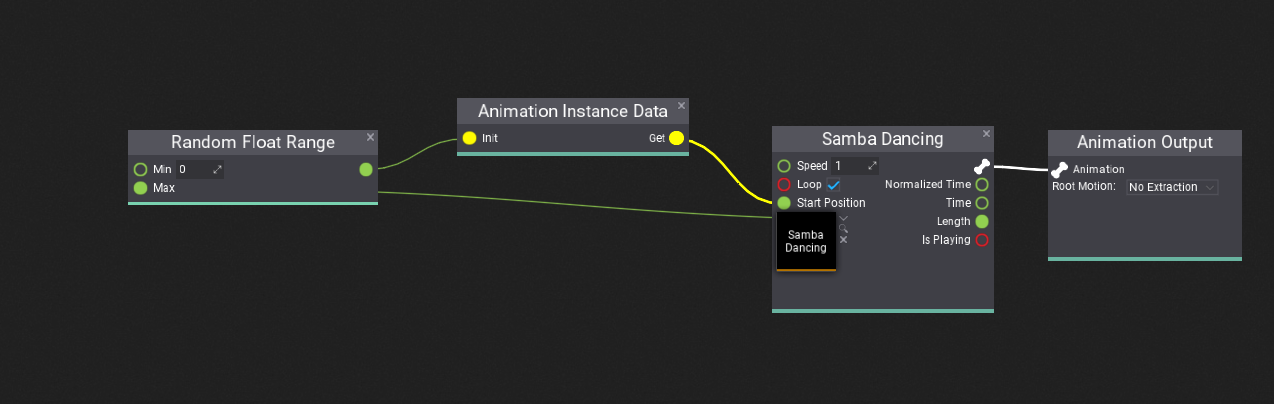 Random Float Range
Min 0
Max
Animation Instance Data
Init Get
Samba Dancing
Speed 1
Loop Normalized Time
Start Position Time
Length
Is Playing
Samba
Dancing
Animation Output
Animation
Root Motion: No Extraction